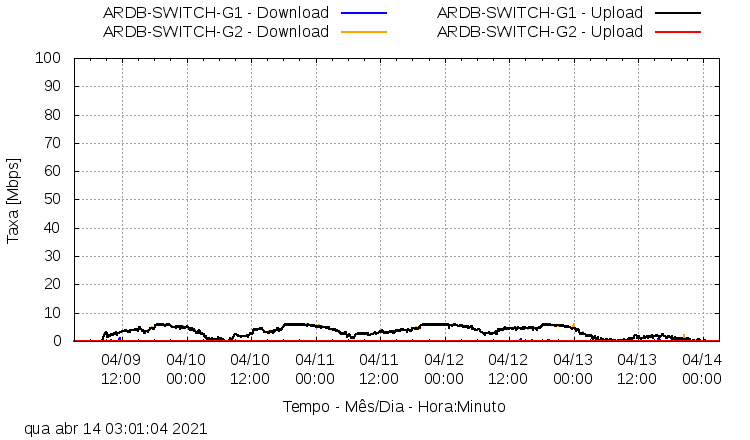 ARDB-SWITCH-G1 - Download ARDB-SWITCH-G1 - Upload
ARDB-SWITCH-G2 - Download ARDB-SWITCH-G2 - Upload
100
90
80
70
60
50
40
30
20
10
0
Taxa [Mbps]
04/09 04/10 04/10 04/11 04/11 04/12 04/12 04/13 04/13 04/14
12:00 00:00 12:00 00:00 12:00 00:00 12:00 00:00 12:00 00:00
Tempo - Mês/Dia - Hora:Minuto
qua abr 14 03:01:04 2021